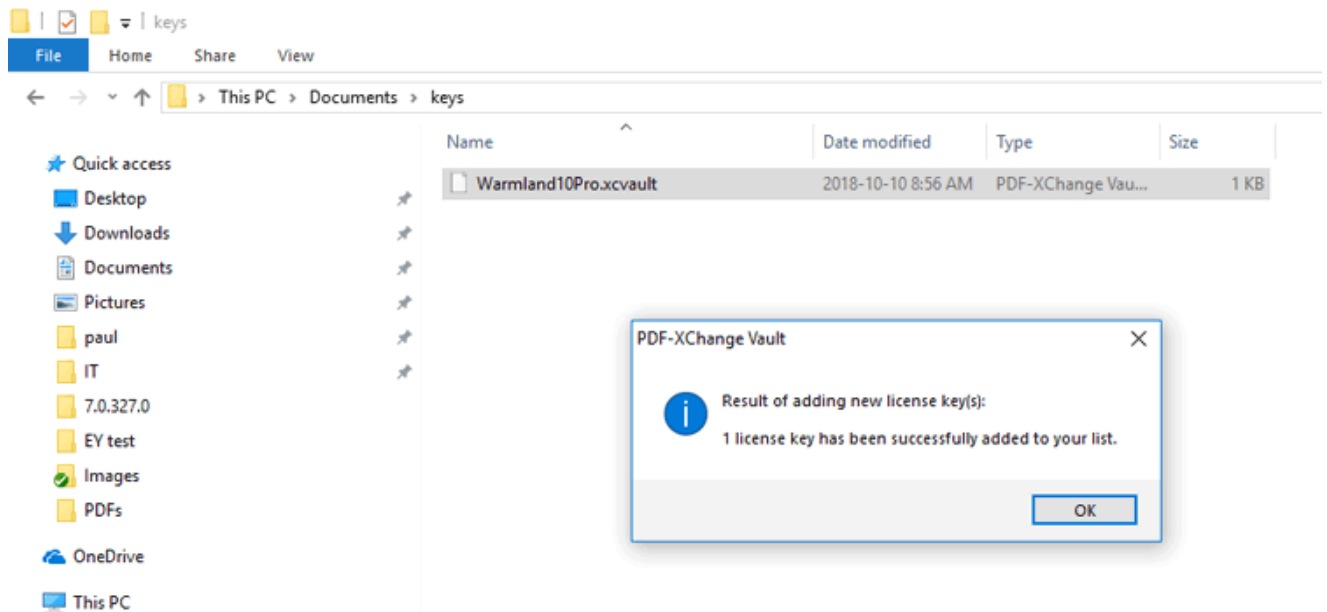 keys
File Home Share View
This PC > Documents > keys
Name Date modified Type Size
Quick access
Warmland10Pro.xcvault 2018-10-10 8:56 AM PDF-XChange Vau... 1 KB
Desktop
Downloads
Documents
Pictures
paul
IT
7.0.327.0
EY test
Images
PDFs
OneDrive
This PC
PDF-XChange Vault
Result of adding new license key(s):
1 license key has been successfully added to your list.
OK